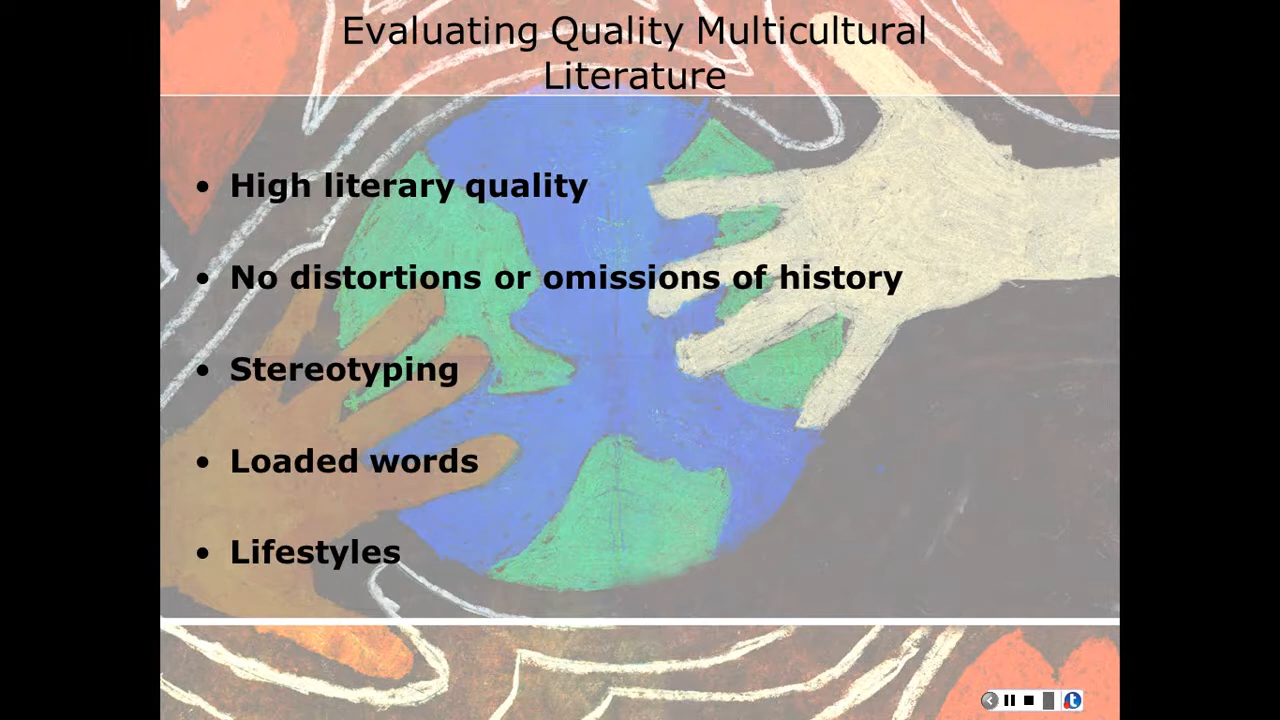 Evaluating Quality Multicultural
Literature
• High literary quality
• No distortions or omissions of history
• Stereotyping
• Loaded words
• Lifestyles
t